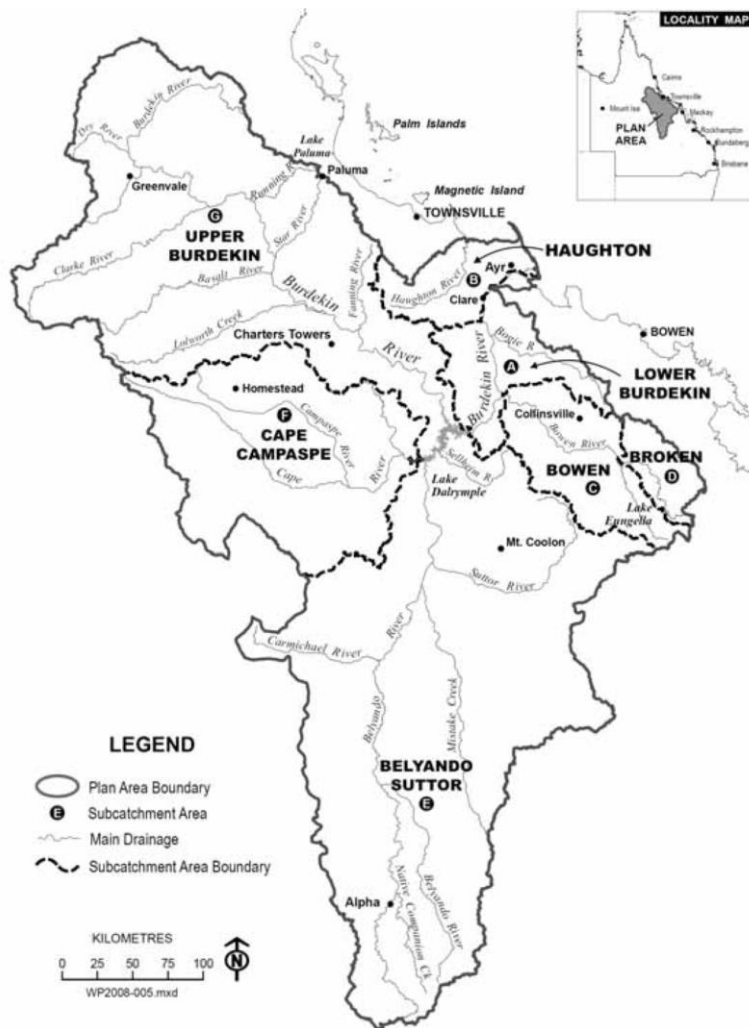 LOCALITY MAP
Cairns
Townsville
Mount Isa
Mackay
PLAN
AREA
Rockhampton
Bundaberg
Brisbane
Burdekin River
Dry River
Lake
Paluma
Palm Islands
Paluma
Greenvale
Running R
Magnetic Island
TOWNSVILLE
G
UPPER
BURDEKIN
Star River
Clarke River
HAUGHTON
Ayr
B
Haughton River
Clare
Fanning River
Basalt River
Burdekin
River
BOWEN
Lolworth Creek
Charters Towers
Bogie R
A
LOWER
BURDEKIN
Burdekin River
Homestead
F
CAPE
CAMPASPE
Campaspe
River
Cape
River
Collinsville
Bowen River
BROKEN
D
BOWEN
C
Sellheim R
Lake
Dalrymple
Lake
Eungella
Mt. Coolon
Suttor River
Carmichael River
River
Belyando
Mistake Creek
LEGEND
Plan Area Boundary
E Subcatchment Area
Main Drainage
Subcatchment Area Boundary
BELYANDO
SUTTOR
E
Alpha
Native Companion Ck
Belyando River
KILOMETRES
0 25 50 75 100
N
WP2008-005.mxd